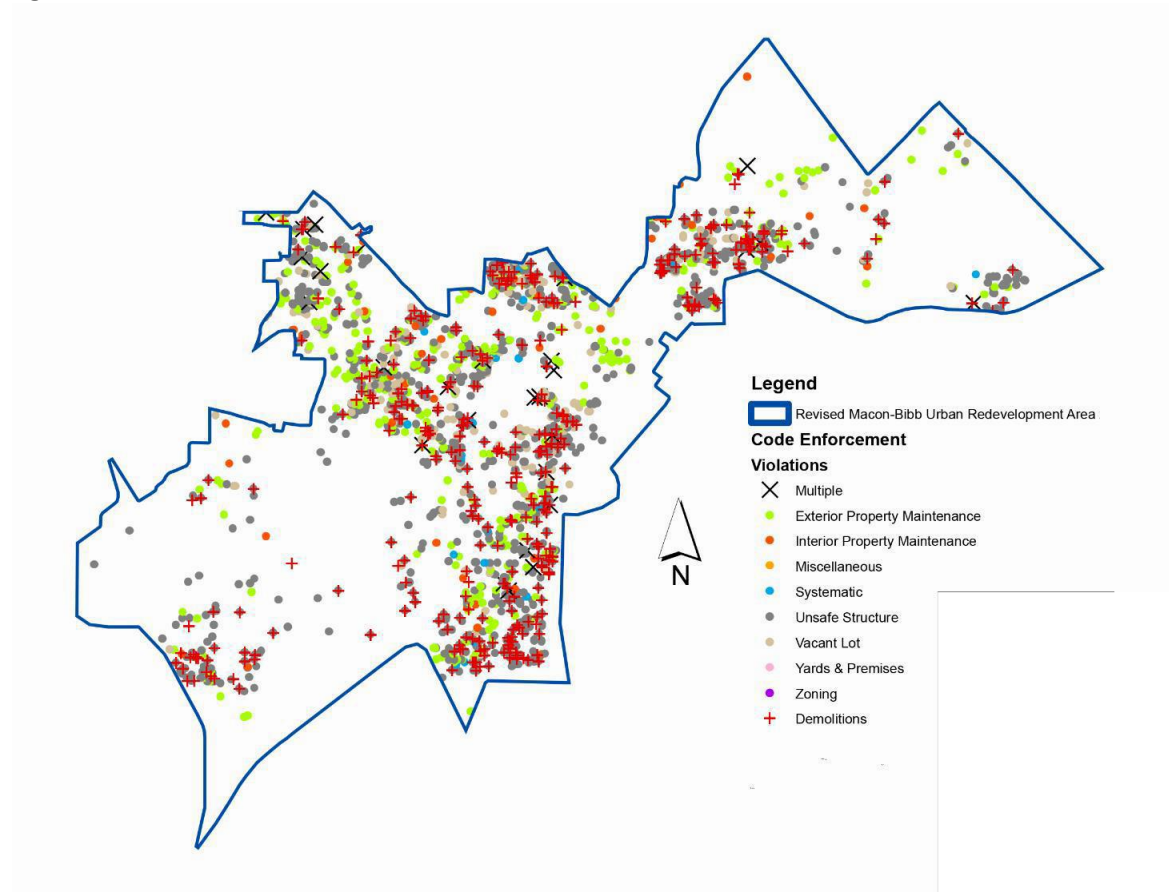 Legend
Revised Macon-Bibb Urban Redevelopment Area
Code Enforcement
Violations
Multiple
Exterior Property Maintenance
Interior Property Maintenance
Miscellaneous
Systematic
Unsafe Structure
Vacant Lot
Yards & Premises
Zoning
Demolitions
N